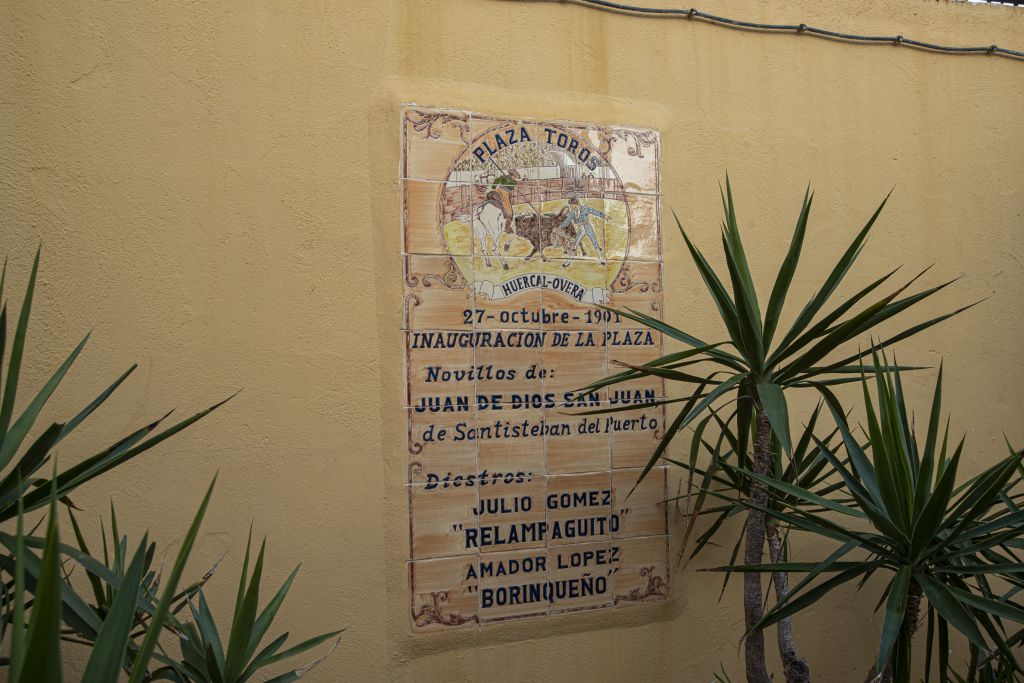 PLAZA TOROS
HUERCAL-OVERA
27-octubre-1901
INAUGURACION DE LA PLAZA
Novillos de:
JUAN DE DIOS SAN JUAN
de Santisteban del Puerto
Diestros:
JULIO GOMEZ
"RELAMPAGUITO"
AMADOR LOPEZ
"BORINQUEÑO"